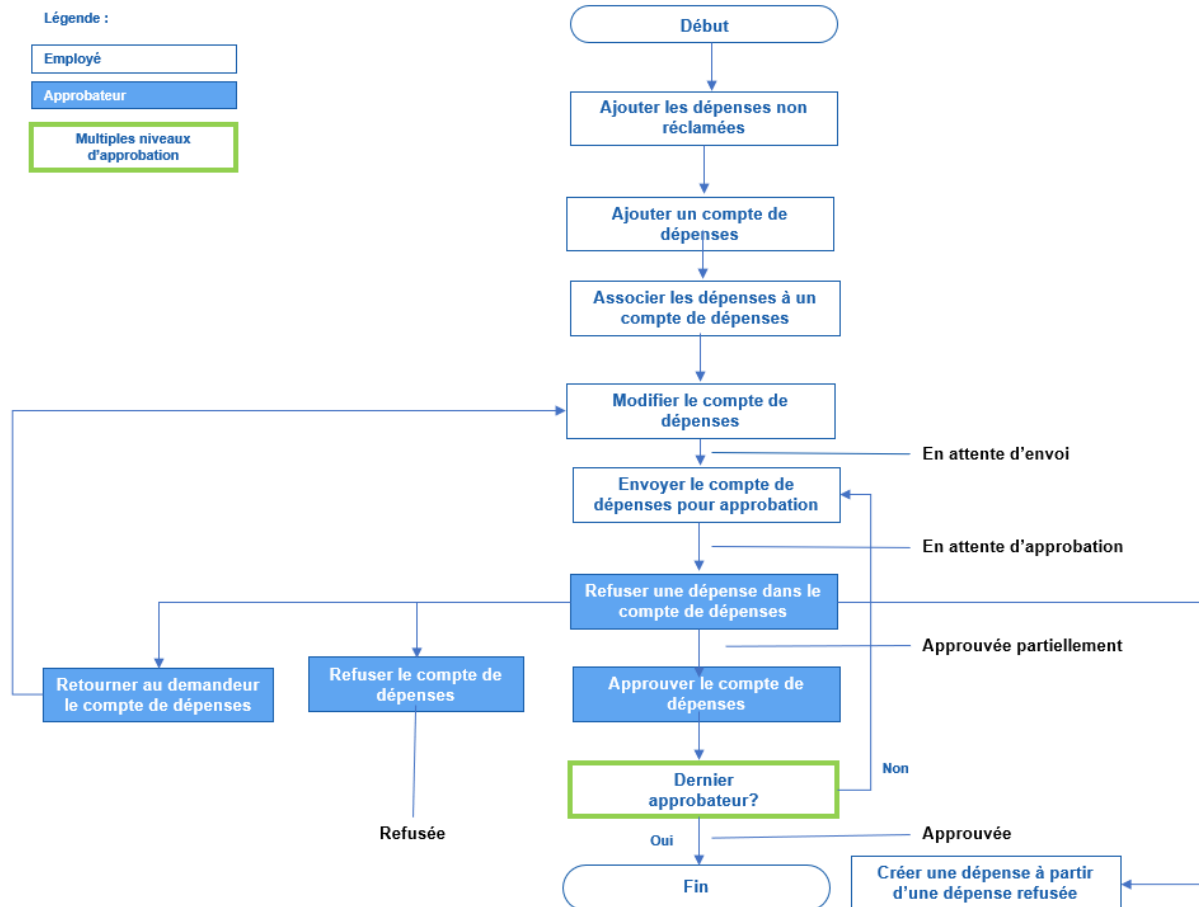 Légende :
Employé
Approbateur
Multiples niveaux
d'approbation
Début
Ajouter les dépenses non
réclamées
Ajouter un compte de
dépenses
Associer les dépenses à un
compte de dépenses
Modifier le compte de
dépenses
En attente d'envoi
Envoyer le compte de
dépenses pour approbation
En attente d'approbation
Refuser une dépense dans le
compte de dépenses
Approuvée partiellement
Retourner au demandeur
le compte de dépenses
Refuser le compte de
dépenses
Approuver le compte de
dépenses
Dernier
approbateur?
Non
Refusée
Oui
Approuvée
Fin
Créer une dépense à partir
d'une dépense refusée